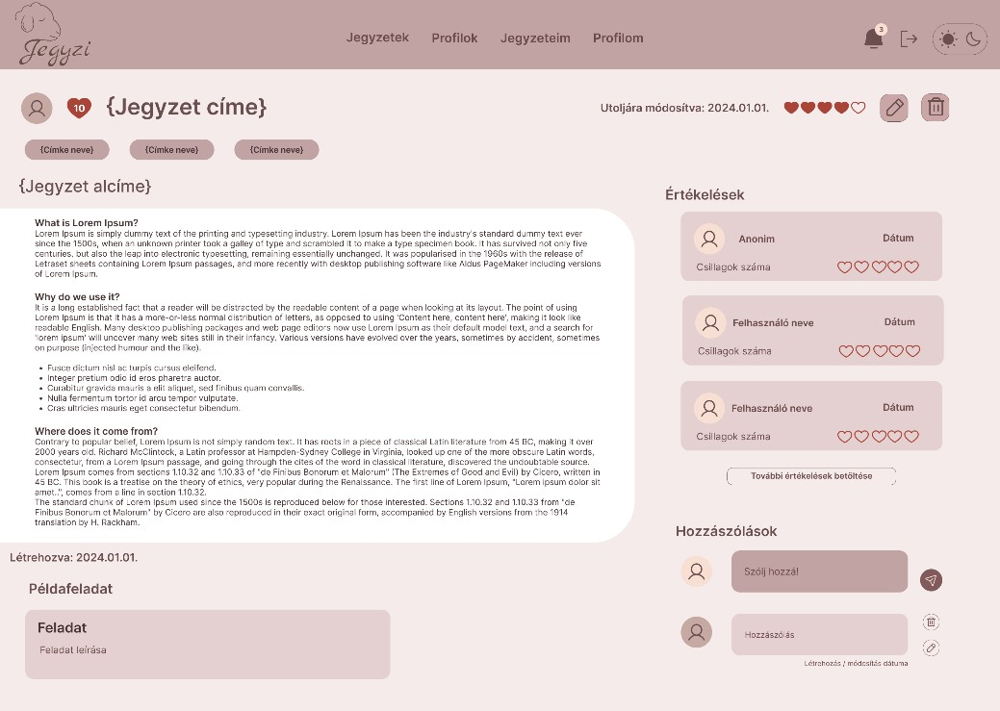 Jegyzi
Jegyzetek Profilok Jegyzeteim Profilom
3
10
{Jegyzet címe}
Utoljára módosítva: 2024.01.01.
{Címke neve} {Címke neve} {Címke neve}
{Jegyzet alcíme}
What is Lorem Ipsum?
Lorem Ipsum is simply dummy text of the printing and typesetting industry. Lorem Ipsum has been the industry's standard dummy text ever
since the 1500s, when an unknown printer took a galley of type and scrambled it to make a type specimen book. It has survived not only five
centuries, but also the leap into electronic typesetting, remaining essentially unchanged. It was popularised in the 1960s with the release of
Letraset sheets containing Lorem Ipsum passages, and more recently with desktop publishing software like Aldus PageMaker including versions
of Lorem Ipsum.
Why do we use it?
It is a long established fact that a reader will be distracted by the readable content of a page when looking at its layout. The point of using
Lorem Ipsum is that it has a more-or-less normal distribution of letters, as opposed to using 'Content here, content here', making it look like
readable English. Many desktop publishing packages and web page editors now use Lorem Ipsum as their default model text, and a search for
'lorem ipsum' will uncover many web sites still in their infancy. Various versions have evolved over the years, sometimes by accident, sometimes
on purpose (injected humour and the like).
• Fusce dictum nisl ac turpis cursus eleifend.
• Integer pretium odio id eros pharetra auctor.
• Curabitur gravida mauris a elit aliquet, sed finibus quam convallis.
• Nulla fermentum tortor id arcu tempor vulputate.
• Cras ultricies mauris eget consectetur bibendum.
Where does it come from?
Contrary to popular belief, Lorem Ipsum is not simply random text. It has roots in a piece of classical Latin literature from 45 BC, making it over
2000 years old. Richard McClintock, a Latin professor at Hampden-Sydney College in Virginia, looked up one of the more obscure Latin words,
consectetur, from a Lorem Ipsum passage, and going through the cites of the word in classical literature, discovered the undoubtable source.
Lorem Ipsum comes from sections 1.10.32 and 1.10.33 of "de Finibus Bonorum et Malorum" (The Extremes of Good and Evil) by Cicero, written in
45 BC. This book is a treatise on the theory of ethics, very popular during the Renaissance. The first line of Lorem Ipsum, "Lorem ipsum dolor sit
amet..", comes from a line in section 1.10.32.
The standard chunk of Lorem Ipsum used since the 1500s is reproduced below for those interested. Sections 1.10.32 and 1.10.33 from "de
Finibus Bonorum et Malorum" by Cicero are also reproduced in their exact original form, accompanied by English versions from the 1914
translation by H. Rackham.
Létrehozva: 2024.01.01.
Példafeladat
Feladat
Feladat leírása
Értékelések
Anonim Dátum
Csillagok száma
Felhasználó neve Dátum
Csillagok száma
Felhasználó neve Dátum
Csillagok száma
További értékelések betöltése
Hozzászólások
Szólj hozzá!
Hozzászólás
Létrehozás / módosítás dátuma